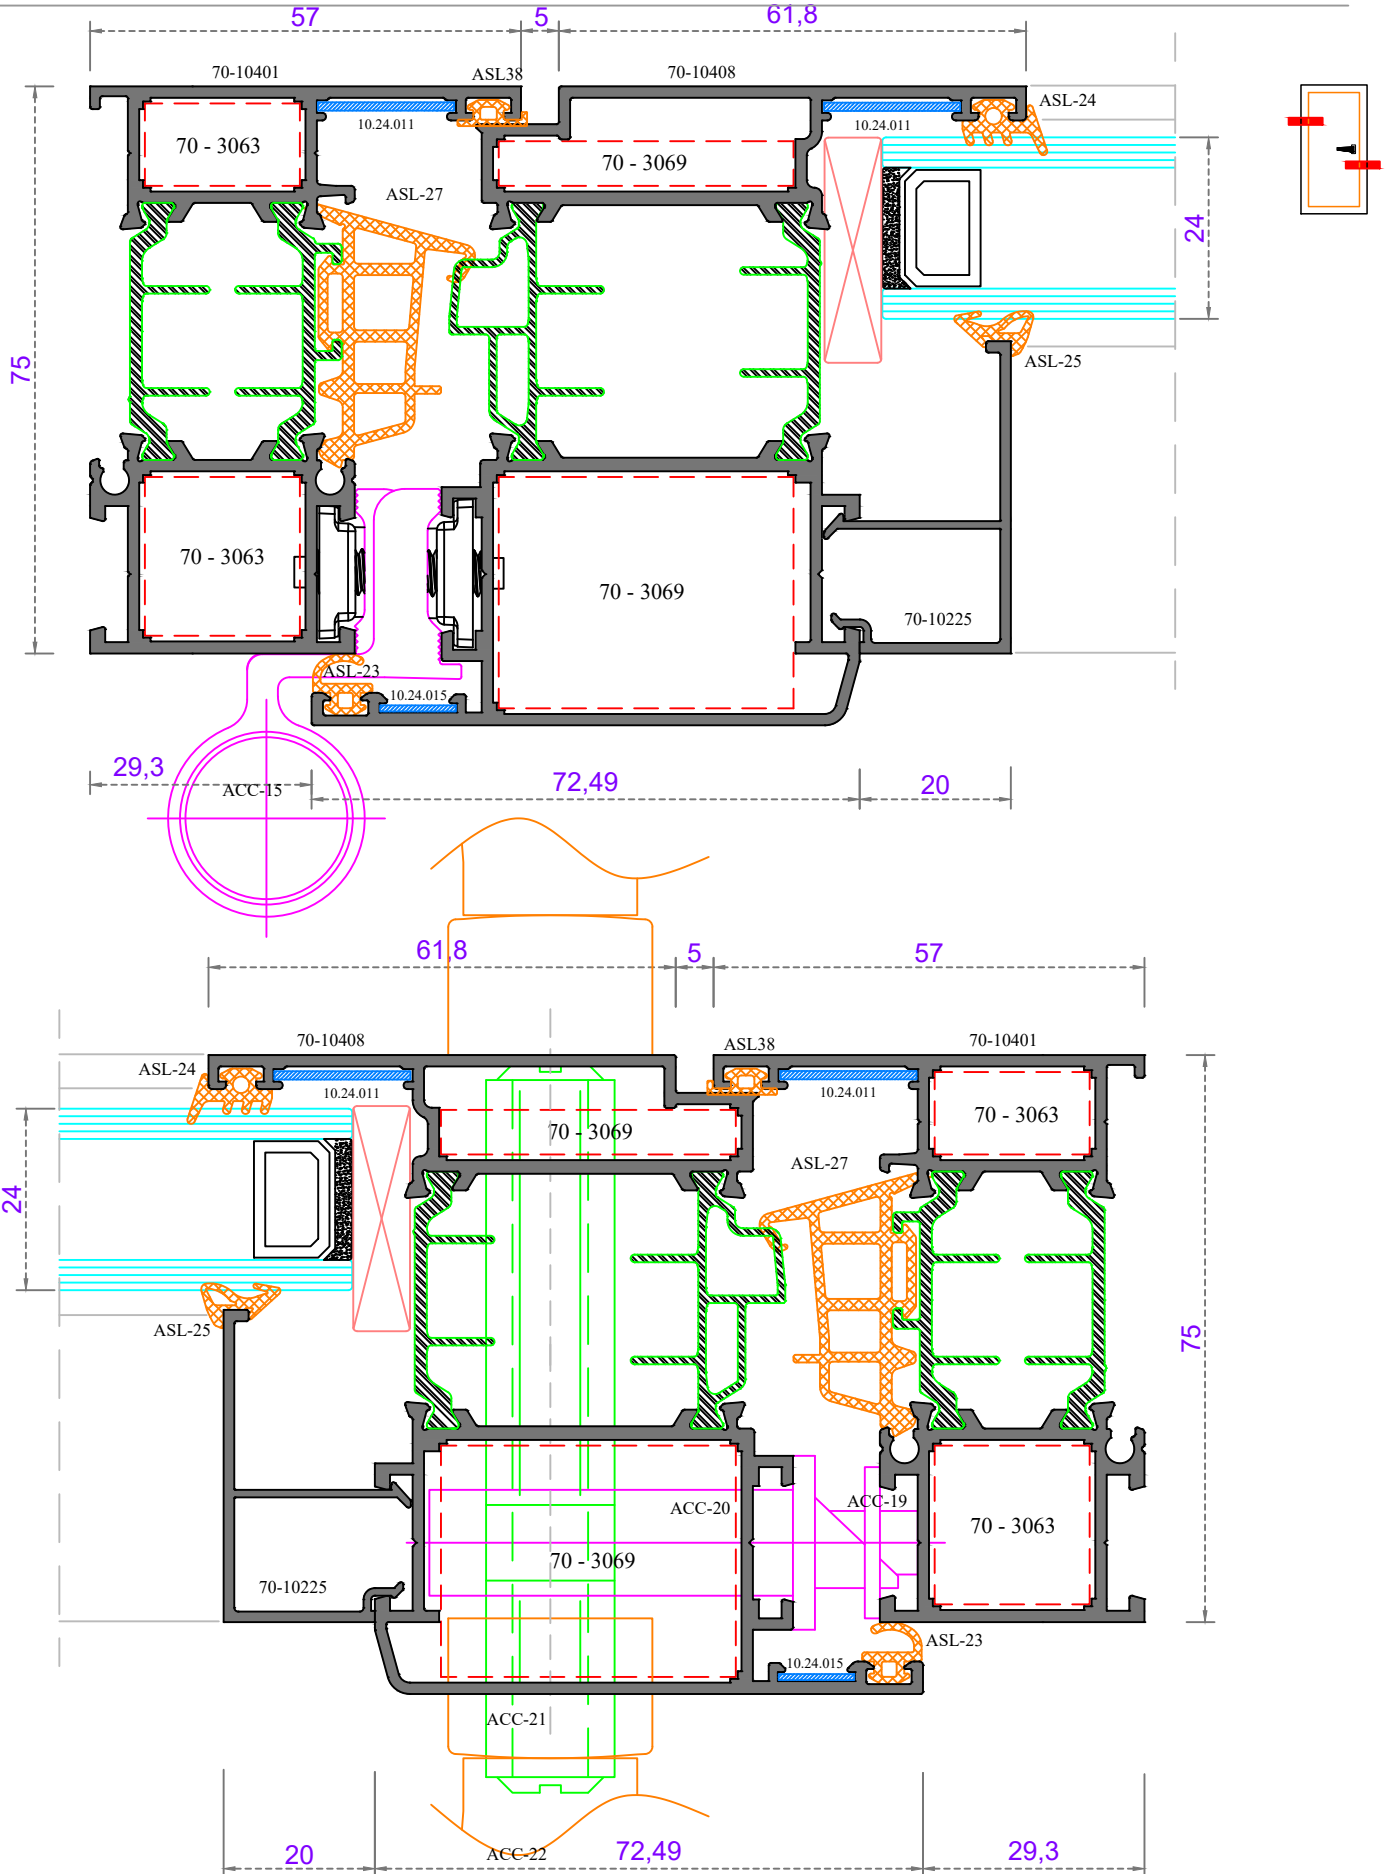 57
5
61,8
70-10401
ASL38
70-10408
ASL-24
10.24.011
10.24.011
70 - 3063
70 - 3069
ASL-27
24
75
ASL-25
70 - 3063
70 - 3069
70-10225
ASL-23
10.24.015
29,3
72,49
20
ACC-15
61,8
5
57
70-10408
ASL38
70-10401
ASL-24
10.24.011
10.24.011
70 - 3069
70 - 3063
ASL-27
24
ASL-25
75
ACC-20
ACC-19
70 - 3063
70 - 3069
70-10225
ASL-23
10.24.015
ACC-21
20
ACC-22
72,49
29,3